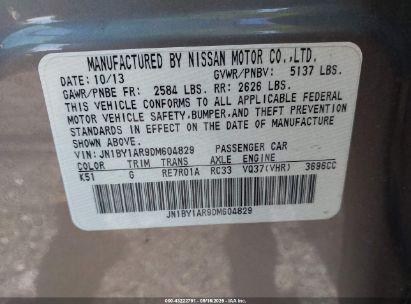 MANUFACTURED BY NISSAN MOTOR CO.,LTD.
DATE: 10/13 GVWR/PNBV: 5137 LBS.
GAWR/PNBE FR: 2584 LBS. RR: 2626 LBS.
THIS VEHICLE CONFORMS TO ALL APPLICABLE FEDERAL
MOTOR VEHICLE SAFETY,BUMPER,AND THEFT PREVENTION
STANDARDS IN EFFECT ON THE DATE OF MANUFACTURE
SHOWN ABOVE.
VIN:JN1BY1AR9DM604829 PASSENGER CAR
COLOR TRIM TRANS AXLE ENGINE
K51 G RE7R01A RC33 VQ37(VHR) 3696CC
JN1BY1AR9DM604829